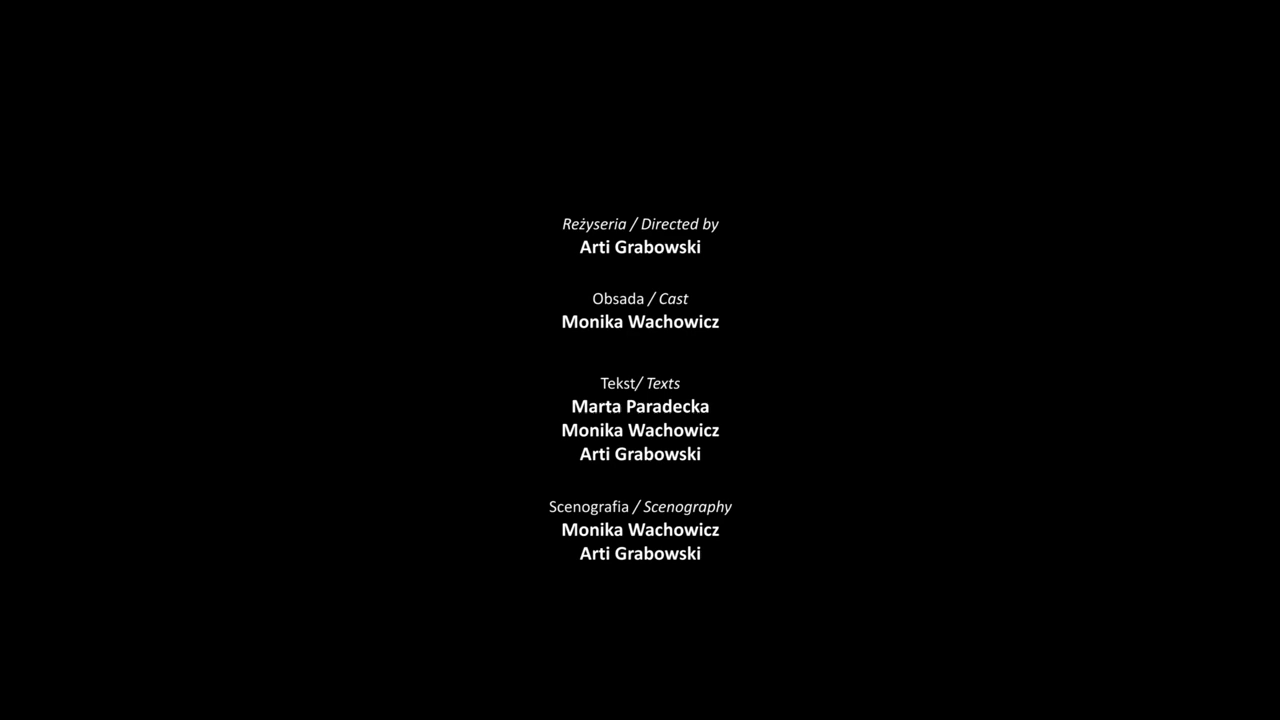 Reżyseria / Directed by
Arti Grabowski
Obsada / Cast
Monika Wachowicz
Tekst/ Texts
Marta Paradecka
Monika Wachowicz
Arti Grabowski
Scenografia / Scenography
Monika Wachowicz
Arti Grabowski